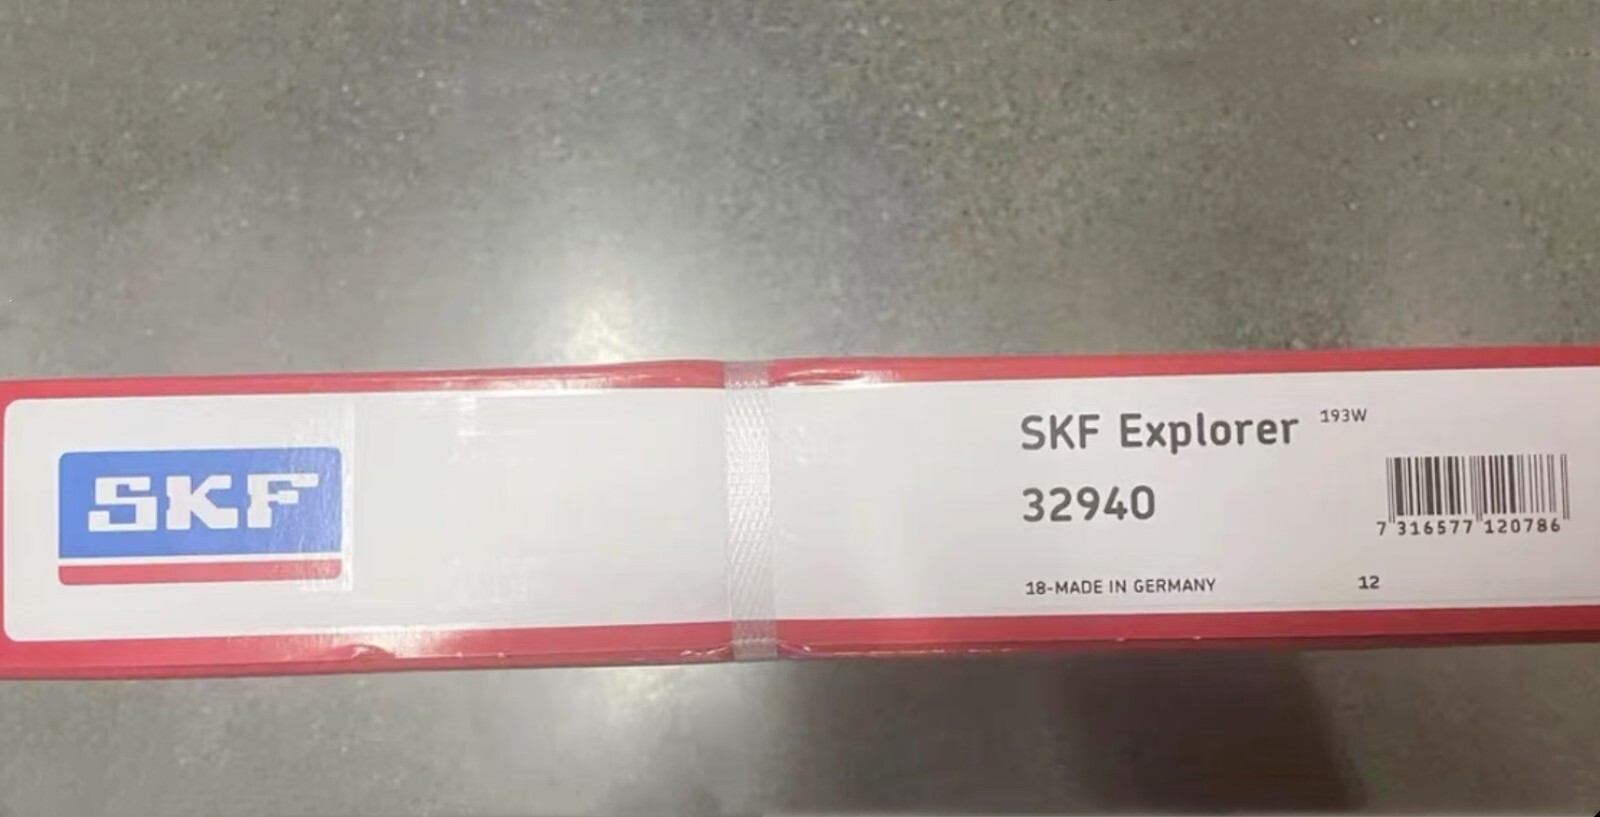 SKF
SKF Explorer 193W
32940
7 316577 120786
18-MADE IN GERMANY 12